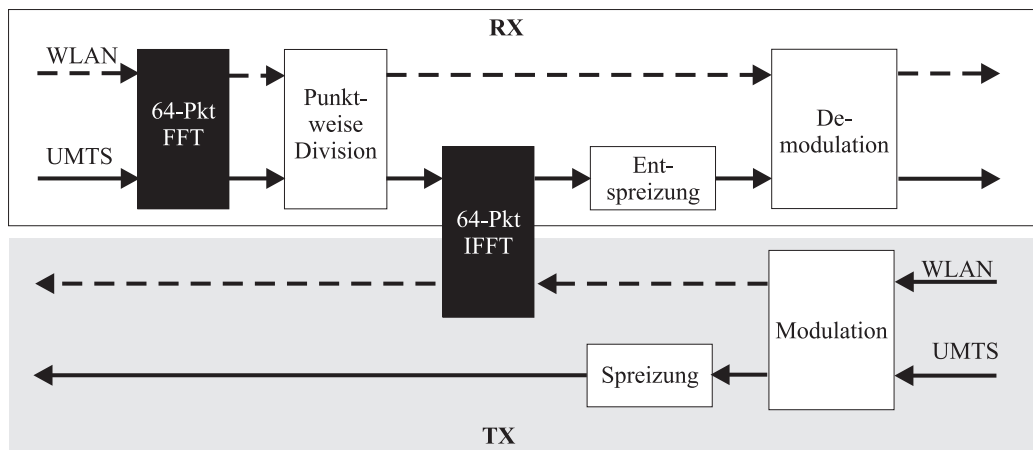 RX
WLAN
64-Pkt
FFT
UMTS
Punkt-
weise
Division
64-Pkt
IFFT
Ent-
spreizung
De-
modulation
WLAN
Modulation
UMTS
Spreizung
TX